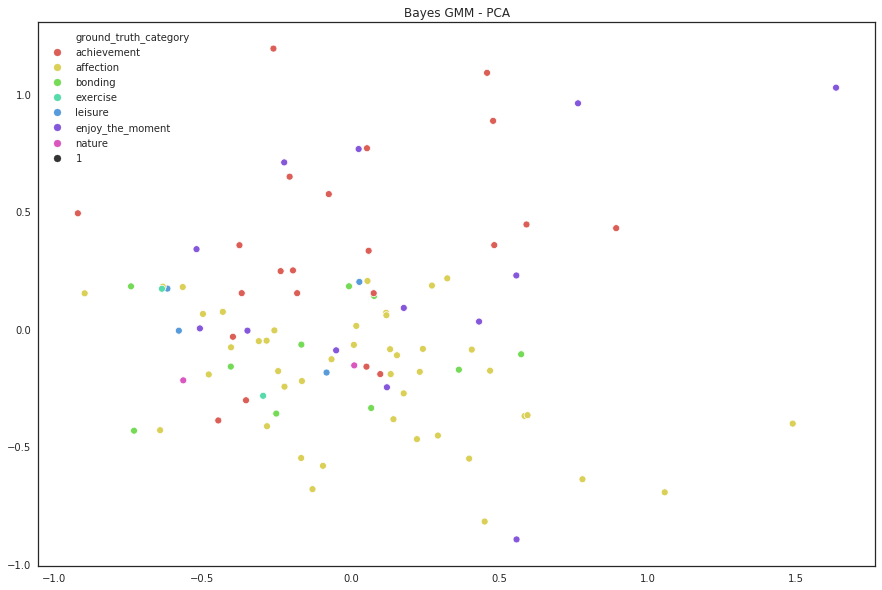 Bayes GMM - PCA
ground_truth_category
achievement
affection
bonding
exercise
leisure
enjoy_the_moment
nature
1
1.0
0.5
0.0
−0.5
−1.0
−1.0 −0.5 0.0 0.5 1.0 1.5